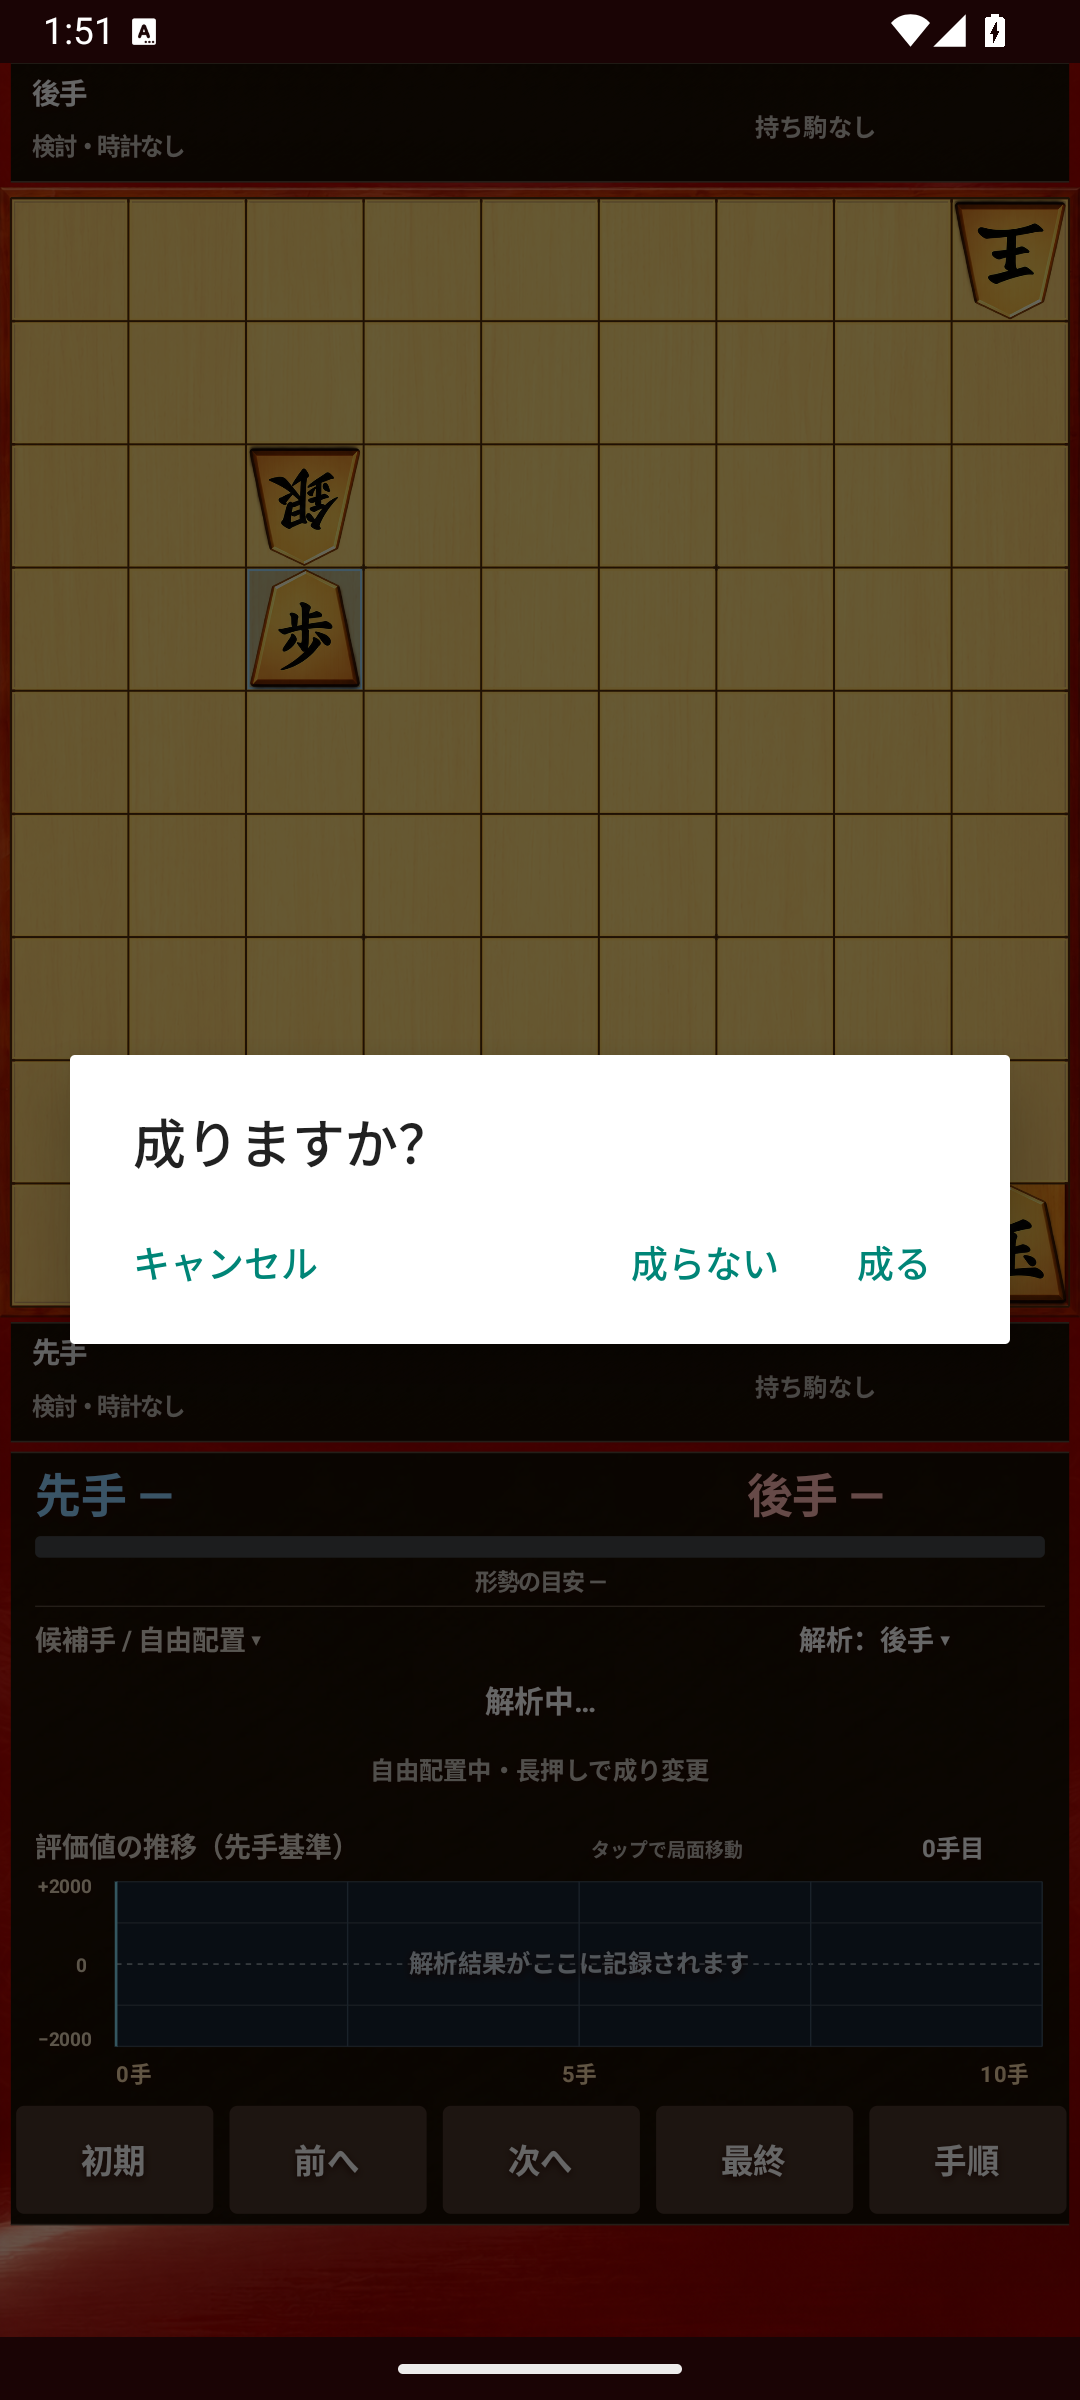 1:51
後手
検討・時計なし
持ち駒なし
王
銀
歩
成りますか?
キャンセル
成らない
成る
玉
先手
検討・時計なし
持ち駒なし
先手 ―
後手 ―
形勢の目安 ―
候補手 / 自由配置 ▾
解析: 後手 ▾
解析中...
自由配置中・長押しで成り変更
評価値の推移（先手基準）
タップで局面移動
0手目
+2000
0
−2000
解析結果がここに記録されます
0手
5手
10手
初期
前へ
次へ
最終
手順